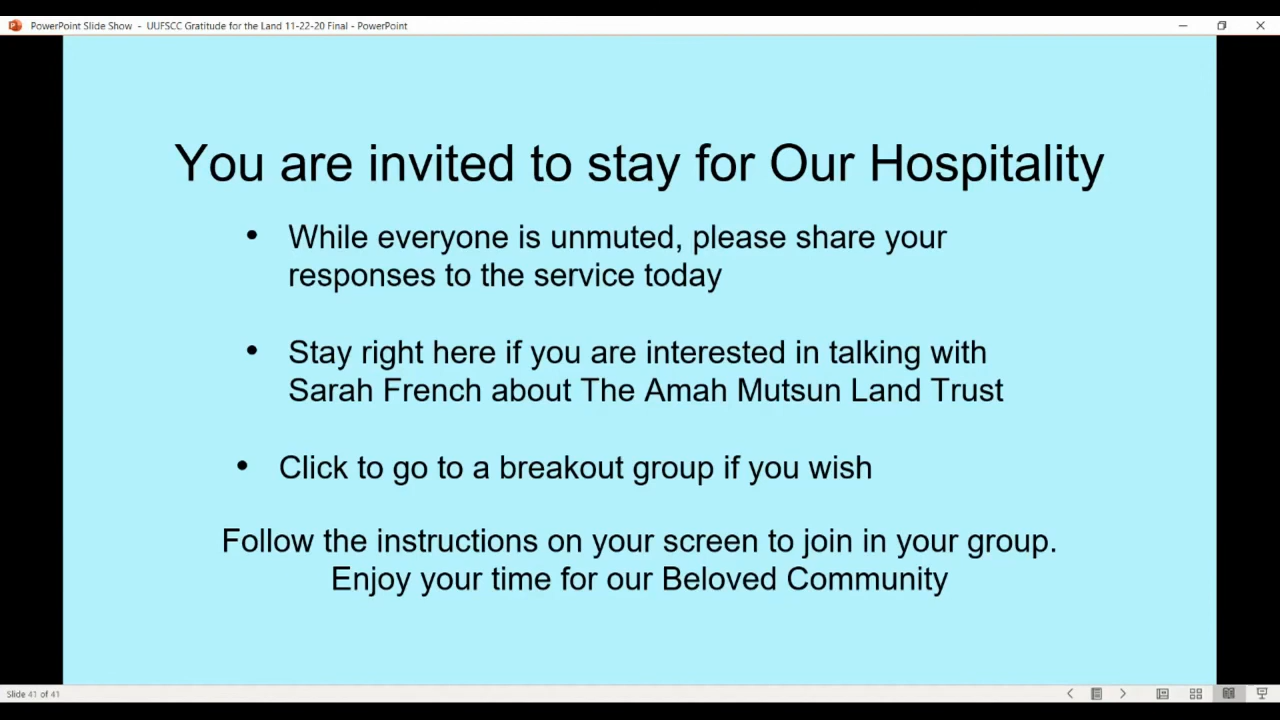 PowerPoint Slide Show - UUFSCC Gratitude for the Land 11-22-20 Final - PowerPoint
You are invited to stay for Our Hospitality
• While everyone is unmuted, please share your
responses to the service today
• Stay right here if you are interested in talking with
Sarah French about The Amah Mutsun Land Trust
• Click to go to a breakout group if you wish
Follow the instructions on your screen to join in your group.
Enjoy your time for our Beloved Community
Slide 41 of 41